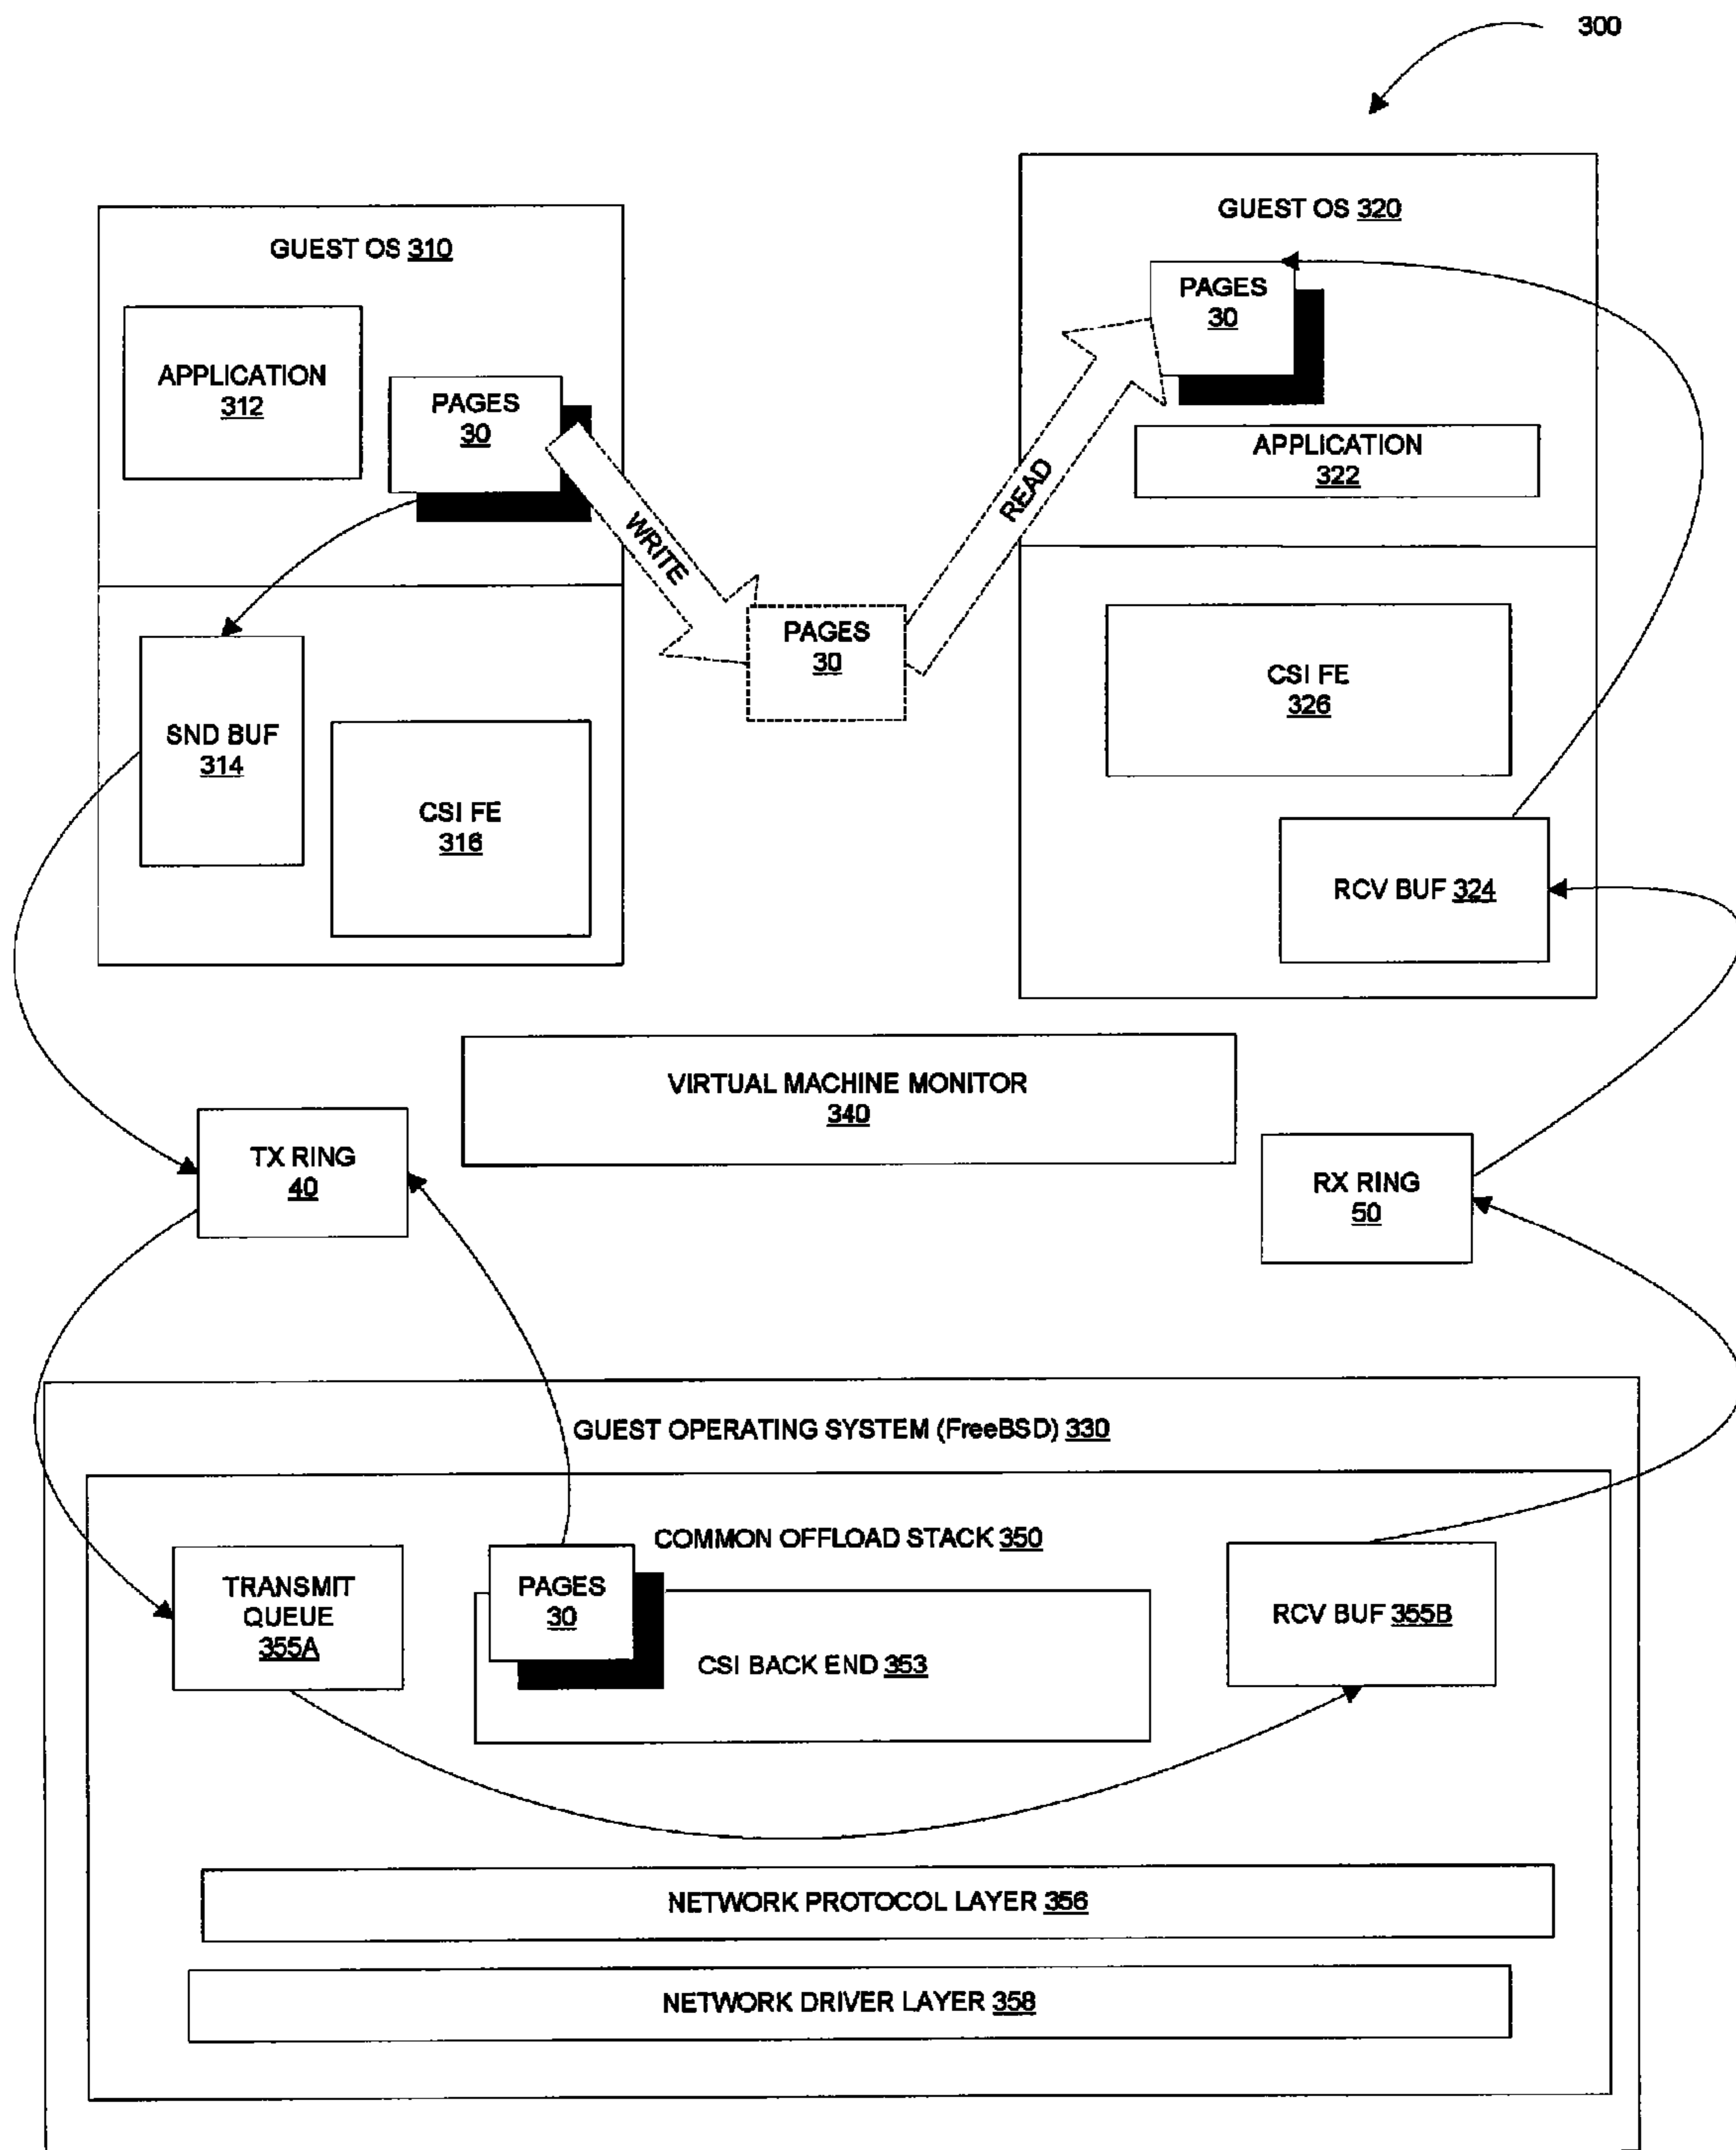 300
GUEST OS 310
APPLICATION
312
PAGES
30
SND BUF
314
CSI FE
316
WRITE
PAGES
30
READ
GUEST OS 320
PAGES
30
APPLICATION
322
CSI FE
326
RCV BUF 324
VIRTUAL MACHINE MONITOR
340
TX RING
40
RX RING
50
GUEST OPERATING SYSTEM (FreeBSD) 330
COMMON OFFLOAD STACK 350
TRANSMIT
QUEUE
355A
PAGES
30
CSI BACK END 353
RCV BUF 355B
NETWORK PROTOCOL LAYER 356
NETWORK DRIVER LAYER 358